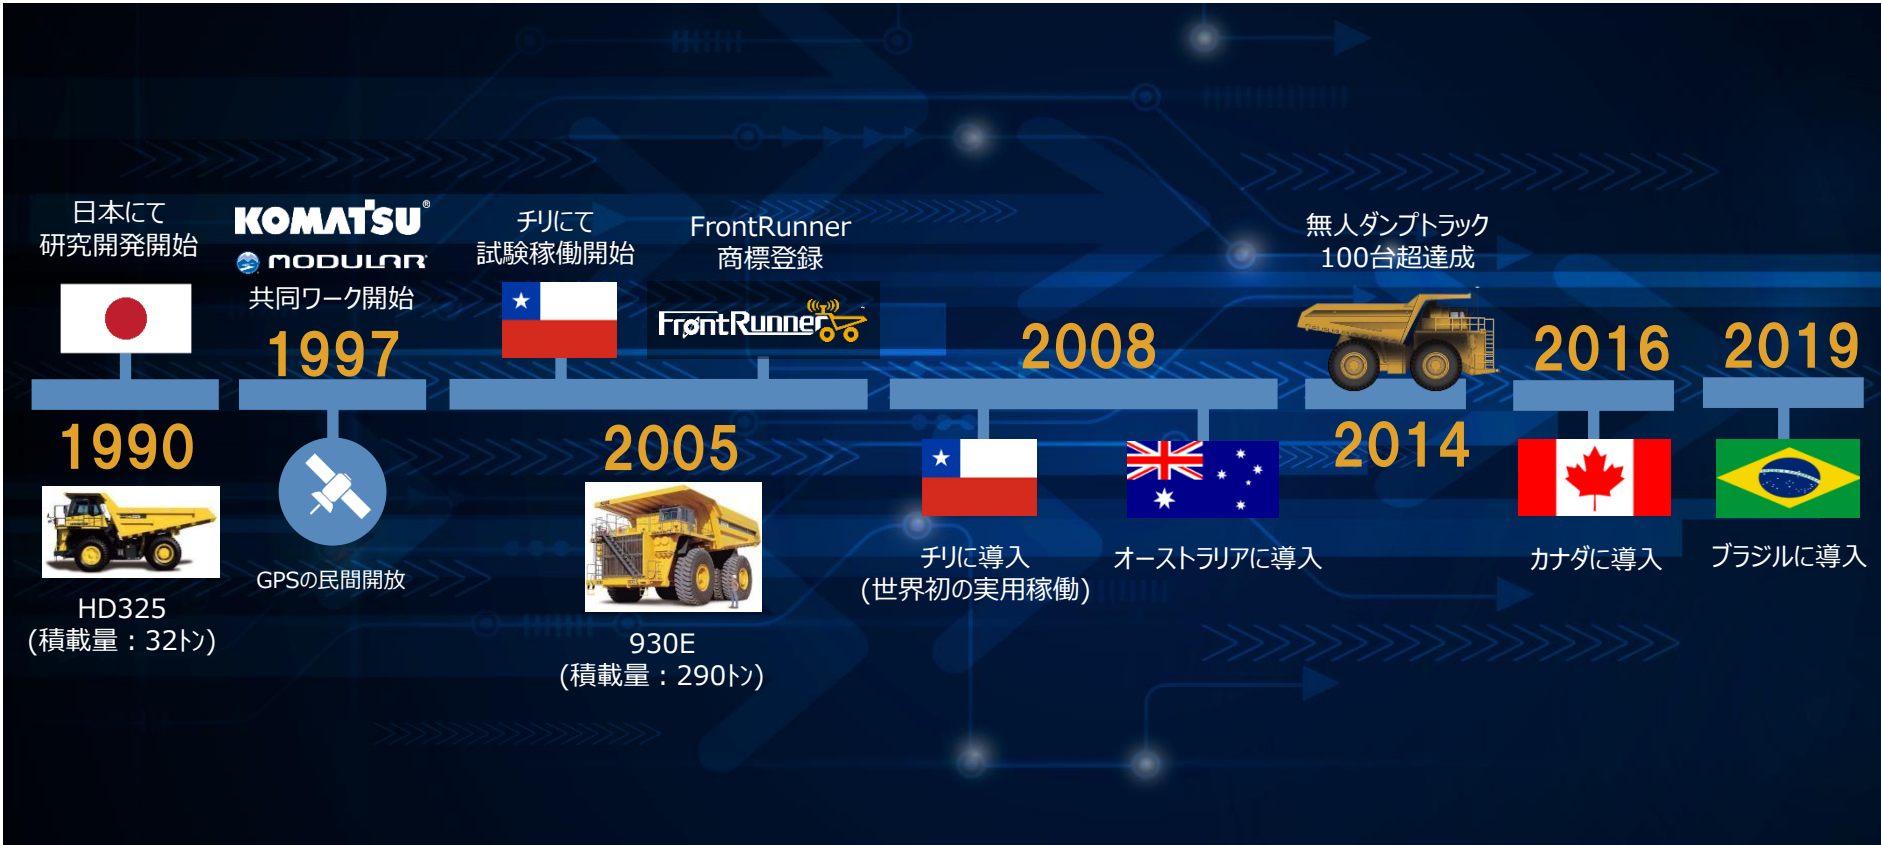 日本にて
研究開発開始
1990
HD325
(積載量：32ﾄﾝ)
KOMATSU®
MODULAR
共同ワーク開始
1997
GPSの民間開放
チリにて
試験稼働開始
FrontRunner
商標登録
FrontRunner
2005
930E
(積載量：290ﾄﾝ)
2008
チリに導入
(世界初の実用稼働)
オーストラリアに導入
無人ダンプトラック
100台超達成
2014
2016
カナダに導入
2019
ブラジルに導入